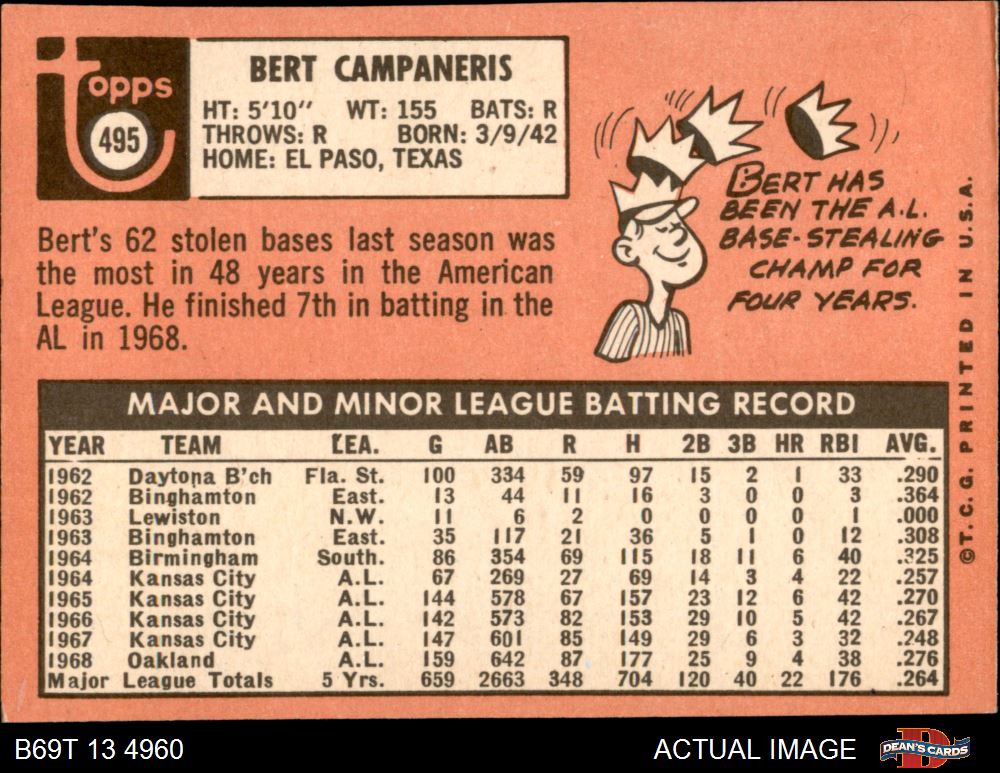 Topps
495
BERT CAMPANERIS
HT: 5'10" WT: 155 BATS: R
THROWS: R BORN: 3/9/42
HOME: EL PASO, TEXAS
Bert's 62 stolen bases last season was
the most in 48 years in the American
League. He finished 7th in batting in the
AL in 1968.
BERT HAS
BEEN THE A.L.
BASE-STEALING
CHAMP FOR
FOUR YEARS.
MAJOR AND MINOR LEAGUE BATTING RECORD
YEAR TEAM LEA. G AB R H 2B 3B HR RBI AVG.
1962 Daytona B'ch Fla. St. 100 334 59 97 15 2 1 33 .290
1962 Binghamton East. 13 44 11 16 3 0 0 3 .364
1963 Lewiston N.W. 11 6 2 0 0 0 0 1 .000
1963 Binghamton East. 35 117 21 36 5 1 0 12 .308
1964 Birmingham South. 86 354 69 115 18 11 6 40 .325
1964 Kansas City A.L. 67 269 27 69 14 3 4 22 .257
1965 Kansas City A.L. 144 578 67 157 23 12 6 42 .270
1966 Kansas City A.L. 142 573 82 153 29 10 5 42 .267
1967 Kansas City A.L. 147 601 85 149 29 6 3 32 .248
1968 Oakland A.L. 159 642 87 177 25 9 4 38 .276
Major League Totals 5 Yrs. 659 2663 348 704 120 40 22 176 .264
©T.C.G. PRINTED IN U.S.A.
B69T 13 4960
ACTUAL IMAGE
DEAN'S CARDS